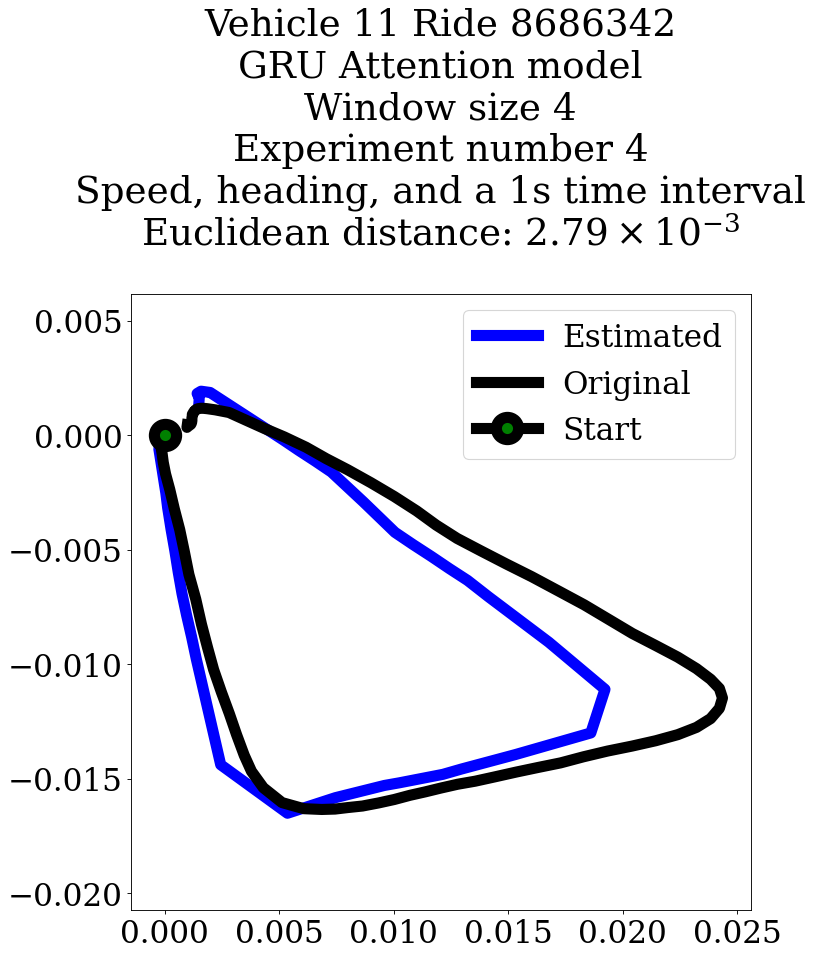 Vehicle 11 Ride 8686342
GRU Attention model
Window size 4
Experiment number 4
Speed, heading, and a 1s time interval
Euclidean distance: 2.79 × 10⁻³
Estimated
Original
Start
0.005
0.000
−0.005
−0.010
−0.015
−0.020
0.000 0.005 0.010 0.015 0.020 0.025